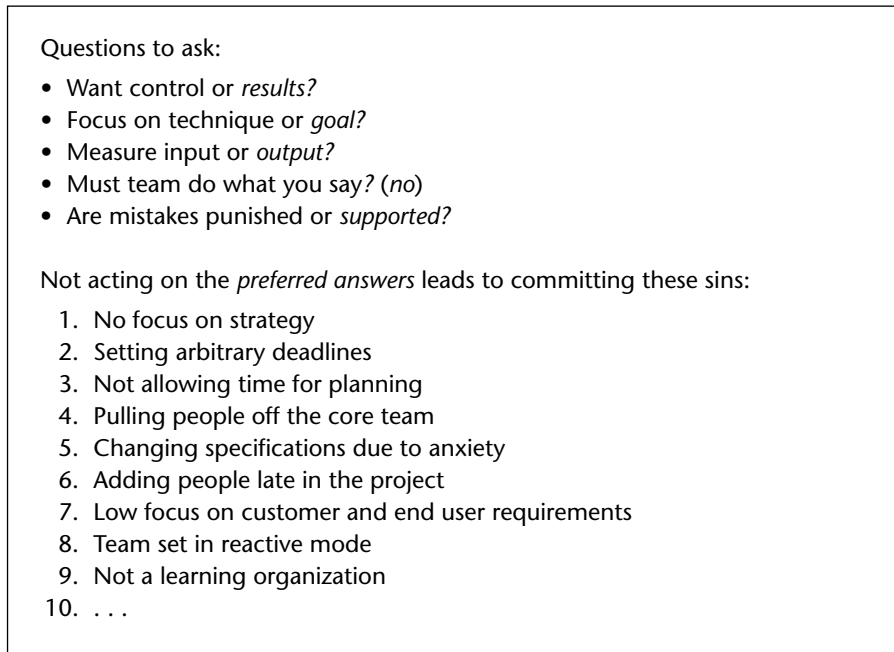 Questions to ask:
• Want control or results?
• Focus on technique or goal?
• Measure input or output?
• Must team do what you say? (no)
• Are mistakes punished or supported?
Not acting on the preferred answers leads to committing these sins:
1. No focus on strategy
2. Setting arbitrary deadlines
3. Not allowing time for planning
4. Pulling people off the core team
5. Changing specifications due to anxiety
6. Adding people late in the project
7. Low focus on customer and end user requirements
8. Team set in reactive mode
9. Not a learning organization
10. . . .